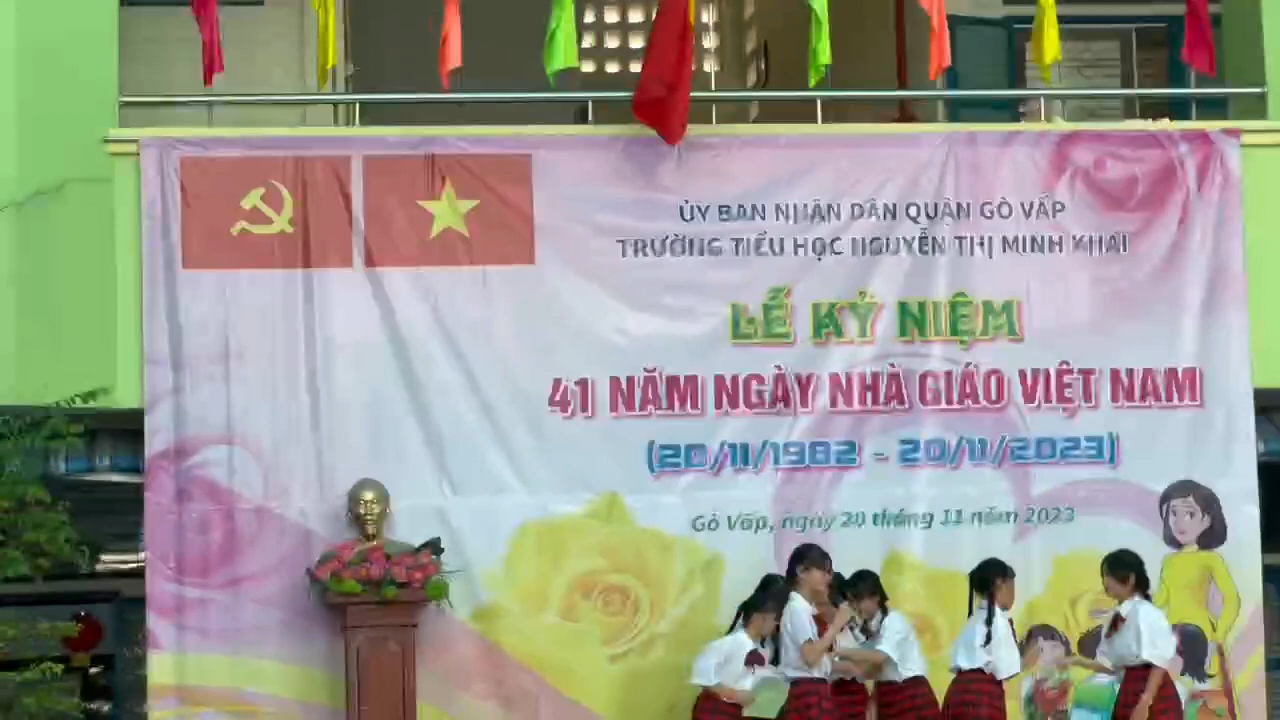 ỦY BAN NHÂN DÂN QUẬN GÒ VẤP
TRƯỜNG TIỂU HỌC NGUYỄN THỊ MINH KHAI
LỄ KỶ NIỆM
41 NĂM NGÀY NHÀ GIÁO VIỆT NAM
(20/11/1982 - 20/11/2023)
Gò Vấp, ngày 20 tháng 11 năm 2023